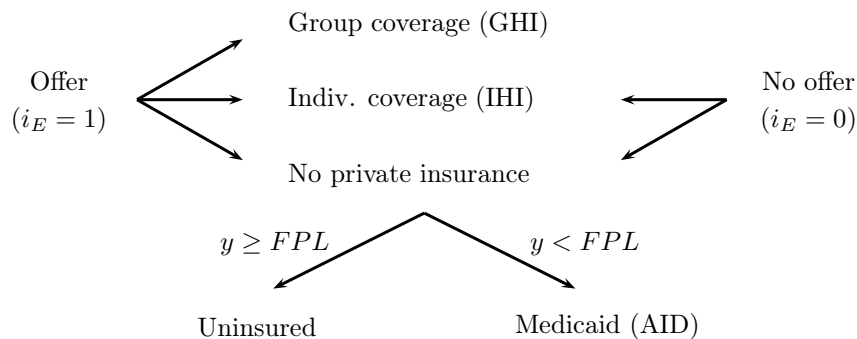 Group coverage (GHI)
Offer
(i_E = 1)
Indiv. coverage (IHI)
No offer
(i_E = 0)
No private insurance
y ≥ FPL
y < FPL
Uninsured
Medicaid (AID)